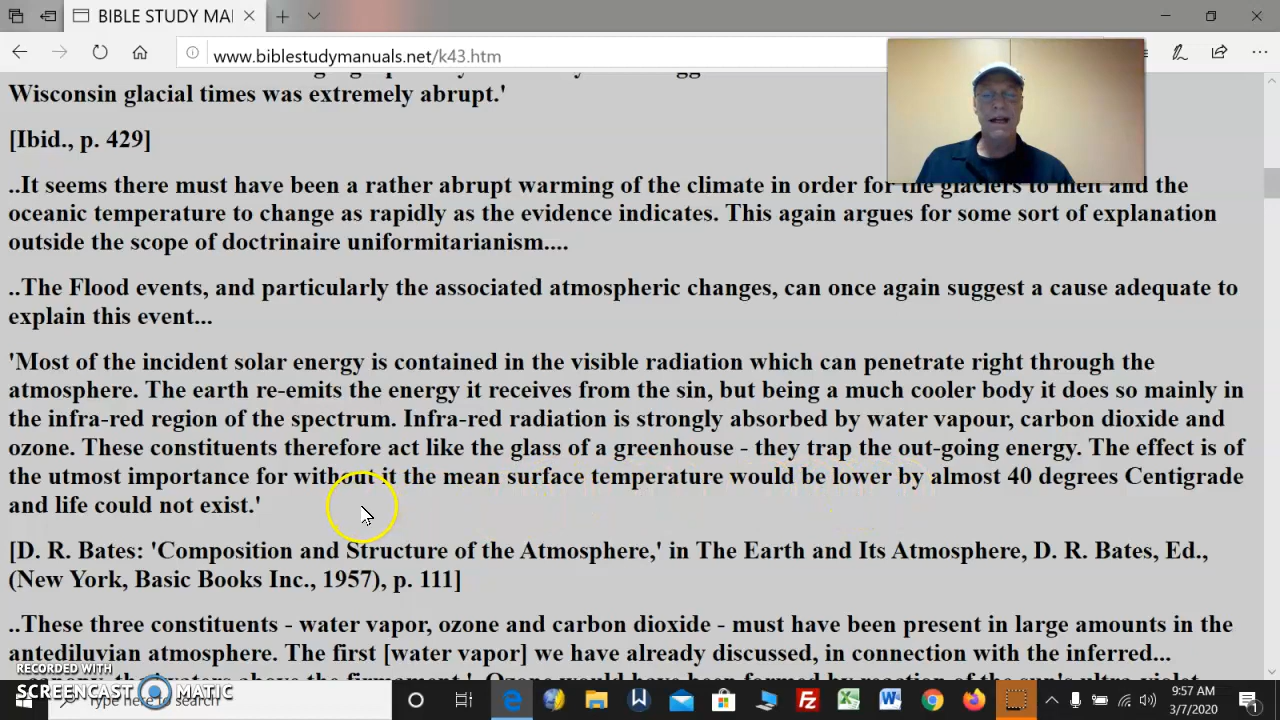 BIBLE STUDY MAI
www.biblestudymanuals.net/k43.htm
Wisconsin glacial times was extremely abrupt.'
[Ibid., p. 429]
..It seems there must have been a rather abrupt warming of the climate in order for the glaciers to melt and the
oceanic temperature to change as rapidly as the evidence indicates. This again argues for some sort of explanation
outside the scope of doctrinaire uniformitarianism....
..The Flood events, and particularly the associated atmospheric changes, can once again suggest a cause adequate to
explain this event...
'Most of the incident solar energy is contained in the visible radiation which can penetrate right through the
atmosphere. The earth re-emits the energy it receives from the sin, but being a much cooler body it does so mainly in
the infra-red region of the spectrum. Infra-red radiation is strongly absorbed by water vapour, carbon dioxide and
ozone. These constituents therefore act like the glass of a greenhouse - they trap the out-going energy. The effect is of
the utmost importance for without it the mean surface temperature would be lower by almost 40 degrees Centigrade
and life could not exist.'
[D. R. Bates: 'Composition and Structure of the Atmosphere,' in The Earth and Its Atmosphere, D. R. Bates, Ed.,
(New York, Basic Books Inc., 1957), p. 111]
..These three constituents - water vapor, ozone and carbon dioxide - must have been present in large amounts in the
antediluvian atmosphere. The first [water vapor] we have already discussed, in connection with the inferred...
RECORDED WITH
SCREENCAST MATIC
Type here to search
9:57 AM
3/7/2020